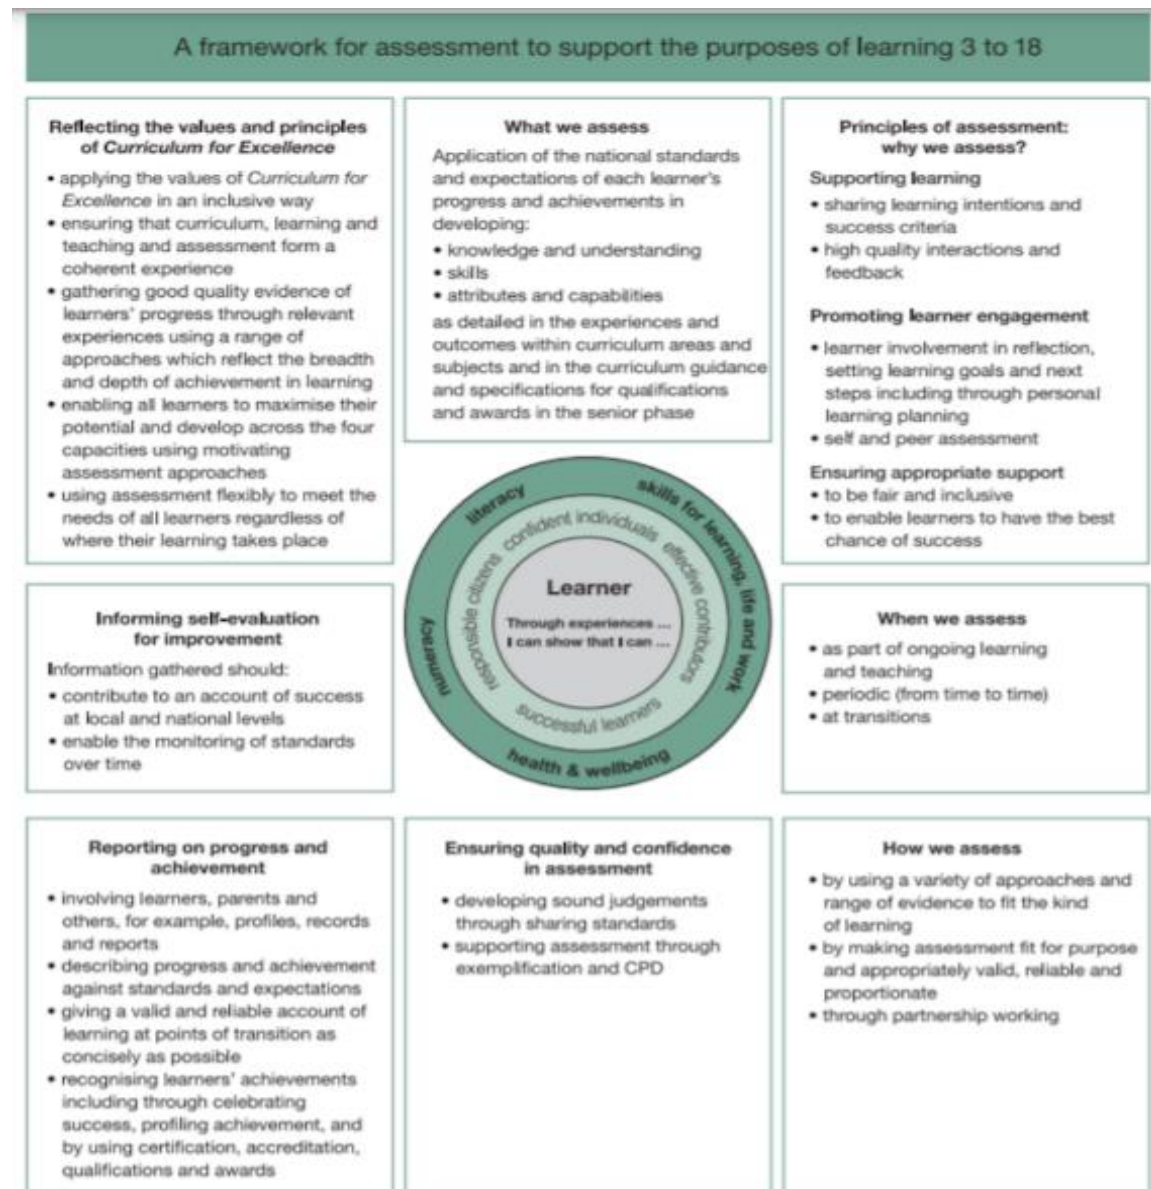 A framework for assessment to support the purposes of learning 3 to 18
Reflecting the values and principles
of Curriculum for Excellence
• applying the values of Curriculum for
Excellence in an inclusive way
• ensuring that curriculum, learning and
teaching and assessment form a
coherent experience
• gathering good quality evidence of
learners' progress through relevant
experiences using a range of
approaches which reflect the breadth
and depth of achievement in learning
• enabling all learners to maximise their
potential and develop across the four
capacities using motivating
assessment approaches
• using assessment flexibly to meet the
needs of all learners regardless of
where their learning takes place
What we assess
Application of the national standards
and expectations of each learner's
progress and achievements in
developing:
• knowledge and understanding
• skills
• attributes and capabilities
as detailed in the experiences and
outcomes within curriculum areas and
subjects and in the curriculum guidance
and specifications for qualifications
and awards in the senior phase
Principles of assessment:
why we assess?
Supporting learning
• sharing learning intentions and
success criteria
• high quality interactions and
feedback
Promoting learner engagement
• learner involvement in reflection,
setting learning goals and next
steps including through personal
learning planning
• self and peer assessment
Ensuring appropriate support
• to be fair and inclusive
• to enable learners to have the best
chance of success
Informing self-evaluation
for improvement
Information gathered should:
• contribute to an account of success
at local and national levels
• enable the monitoring of standards
over time
literacy
skills for learning, life and work
numeracy
health & wellbeing
confident individuals
effective contributors
responsible citizens
successful learners
Learner
Through experiences ...
I can show that I can ...
When we assess
• as part of ongoing learning
and teaching
• periodic (from time to time)
• at transitions
Reporting on progress and
achievement
• involving learners, parents and
others, for example, profiles, records
and reports
• describing progress and achievement
against standards and expectations
• giving a valid and reliable account of
learning at points of transition as
concisely as possible
• recognising learners' achievements
including through celebrating
success, profiling achievement, and
by using certification, accreditation,
qualifications and awards
Ensuring quality and confidence
in assessment
• developing sound judgements
through sharing standards
• supporting assessment through
exemplification and CPD
How we assess
• by using a variety of approaches and
range of evidence to fit the kind
of learning
• by making assessment fit for purpose
and appropriately valid, reliable and
proportionate
• through partnership working